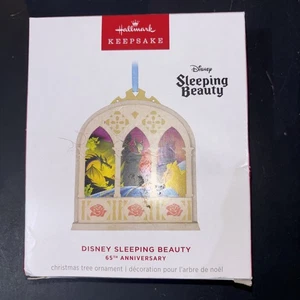 Hallmark
KEEPSAKE
Disney
Sleeping
Beauty
DISNEY SLEEPING BEAUTY
65TH ANNIVERSARY
christmas tree ornament | décoration pour l'arbre de noël